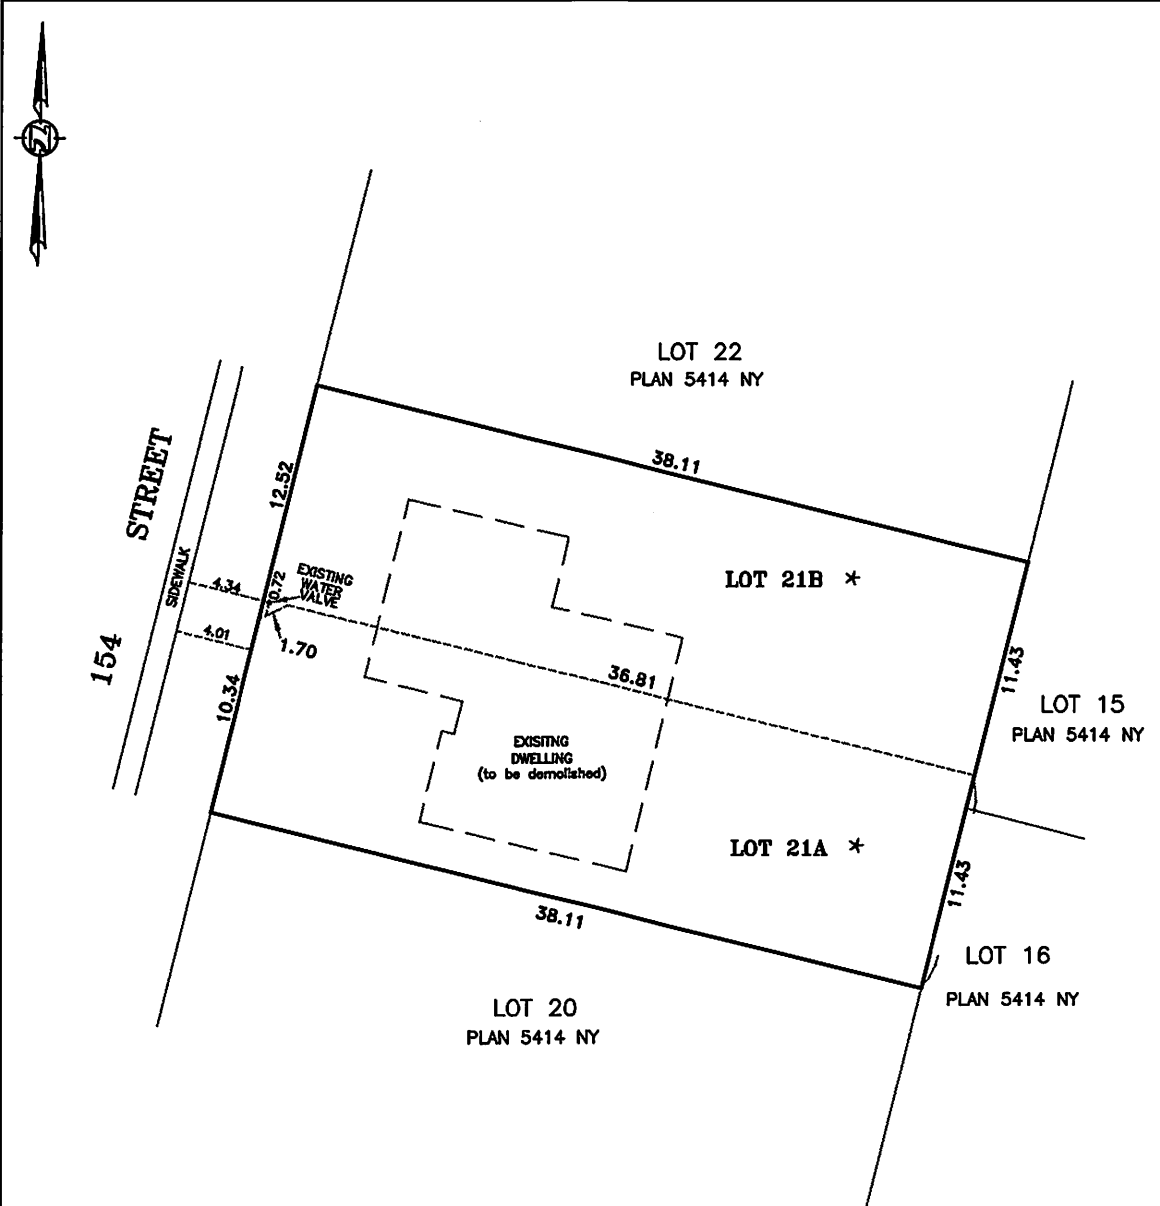 N
LOT 22
PLAN 5414 NY
38.11
STREET
154
SIDEWALK
12.52
4.34
4.01
0.72
EXISTING
WATER
VALVE
1.70
10.34
LOT 21B *
36.81
11.43
LOT 15
PLAN 5414 NY
EXISITNG
DWELLING
(to be demolished)
LOT 21A *
11.43
38.11
LOT 16
PLAN 5414 NY
LOT 20
PLAN 5414 NY